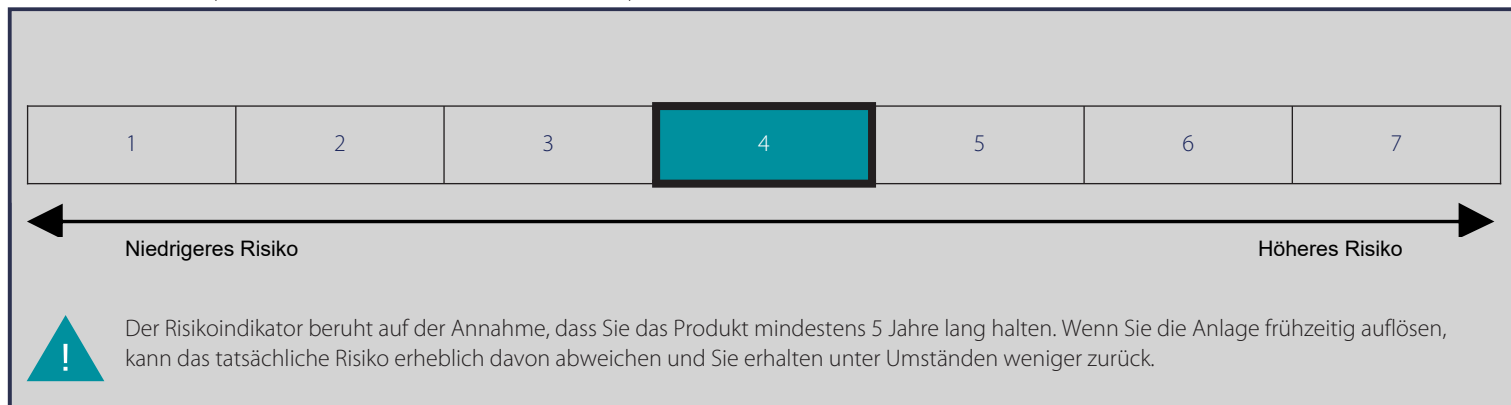 1 2 3 4 5 6 7
Niedrigeres Risiko Höheres Risiko
! Der Risikoindikator beruht auf der Annahme, dass Sie das Produkt mindestens 5 Jahre lang halten. Wenn Sie die Anlage frühzeitig auflösen,
kann das tatsächliche Risiko erheblich davon abweichen und Sie erhalten unter Umständen weniger zurück.